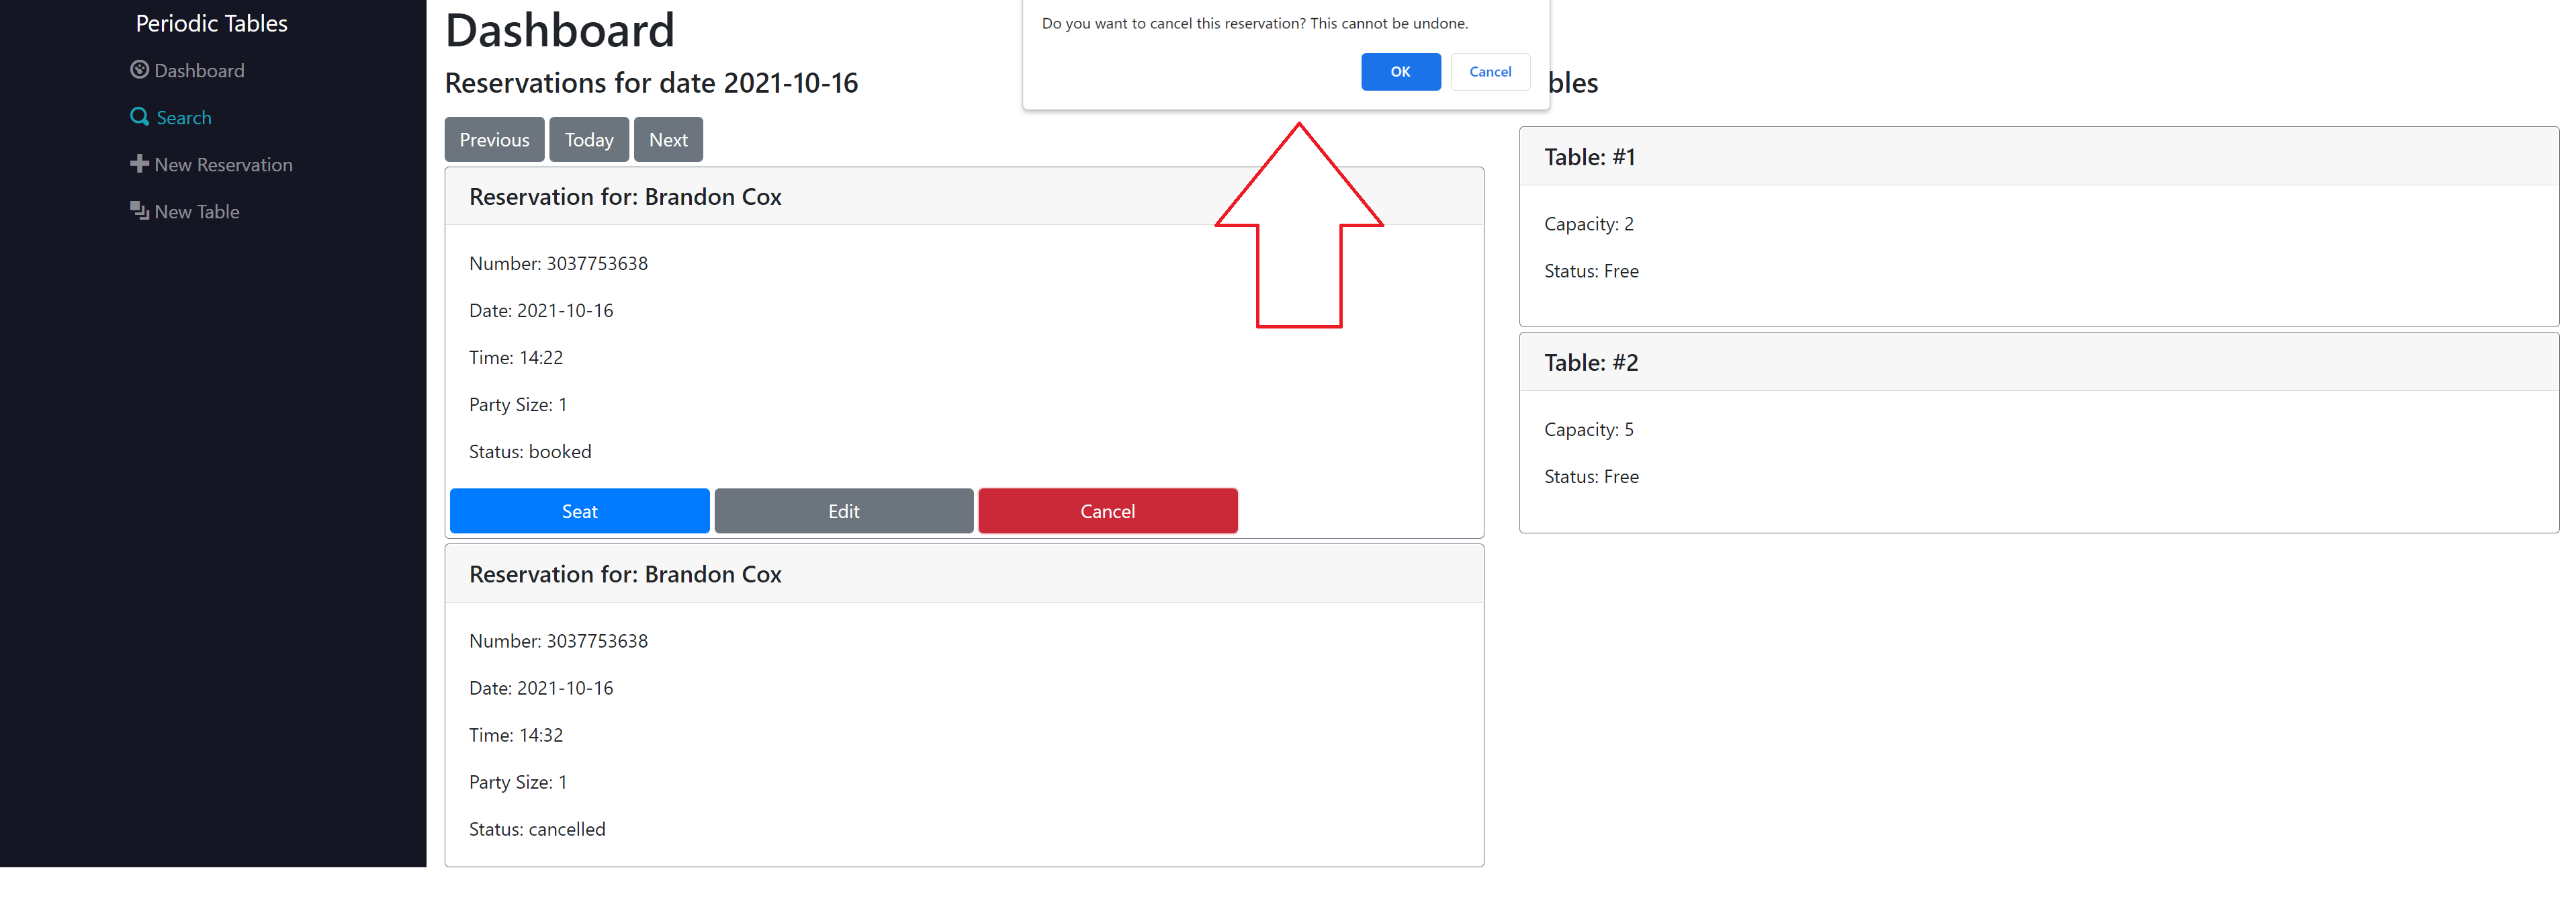 Periodic Tables
Dashboard
Search
New Reservation
New Table
Dashboard
Reservations for date 2021-10-16
Do you want to cancel this reservation? This cannot be undone.
OK Cancel
Previous Today Next
Reservation for: Brandon Cox
Number: 3037753638
Date: 2021-10-16
Time: 14:22
Party Size: 1
Status: booked
Seat Edit Cancel
Reservation for: Brandon Cox
Number: 3037753638
Date: 2021-10-16
Time: 14:32
Party Size: 1
Status: cancelled
bles
Table: #1
Capacity: 2
Status: Free
Table: #2
Capacity: 5
Status: Free